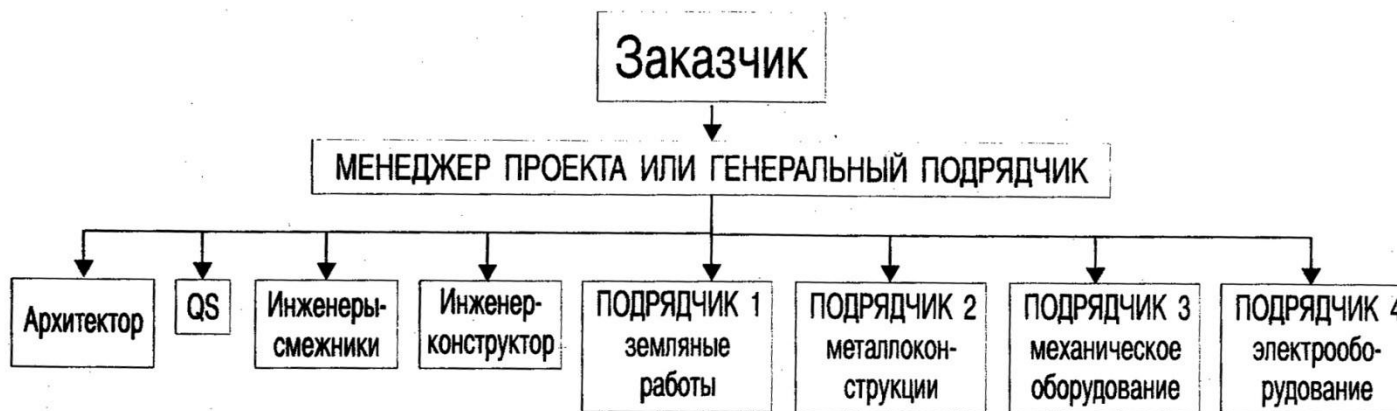 Заказчик
МЕНЕДЖЕР ПРОЕКТА ИЛИ ГЕНЕРАЛЬНЫЙ ПОДРЯДЧИК
Архитектор
QS
Инженеры-
смежники
Инженер-
конструктор
ПОДРЯДЧИК 1
земляные
работы
ПОДРЯДЧИК 2
металлокон-
струкции
ПОДРЯДЧИК 3
механическое
оборудование
ПОДРЯДЧИК 4
электрообо-
рудование